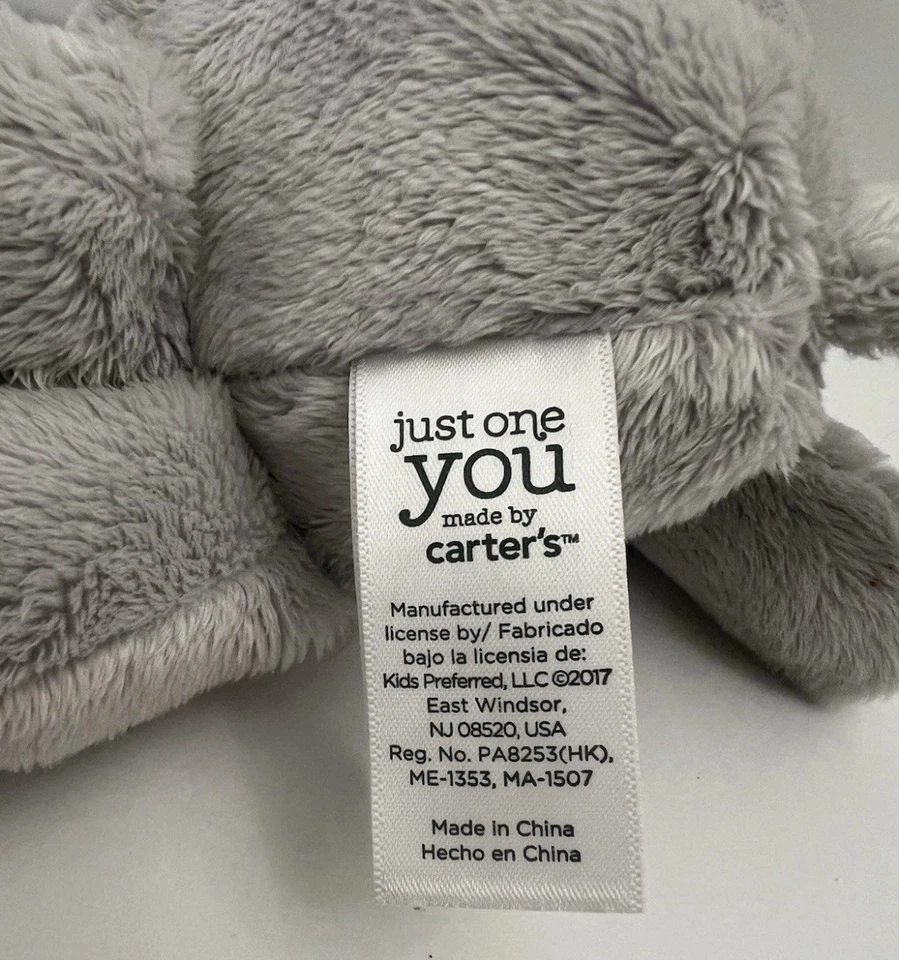 just one
you
made by
carter's™
Manufactured under
license by/ Fabricado
bajo la licensia de:
Kids Preferred, LLC ©2017
East Windsor,
NJ 08520, USA
Reg. No. PA8253(HK),
ME-1353, MA-1507
Made in China
Hecho en China